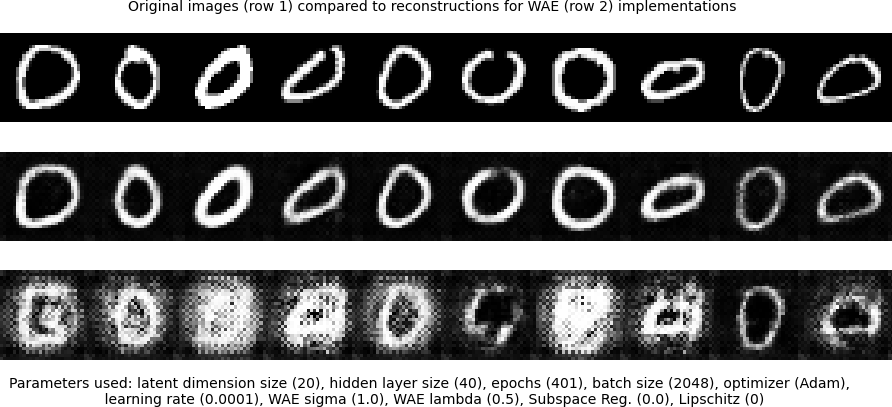 Original images (row 1) compared to reconstructions for WAE (row 2) implementations
Parameters used: latent dimension size (20), hidden layer size (40), epochs (401), batch size (2048), optimizer (Adam),
learning rate (0.0001), WAE sigma (1.0), WAE lambda (0.5), Subspace Reg. (0.0), Lipschitz (0)